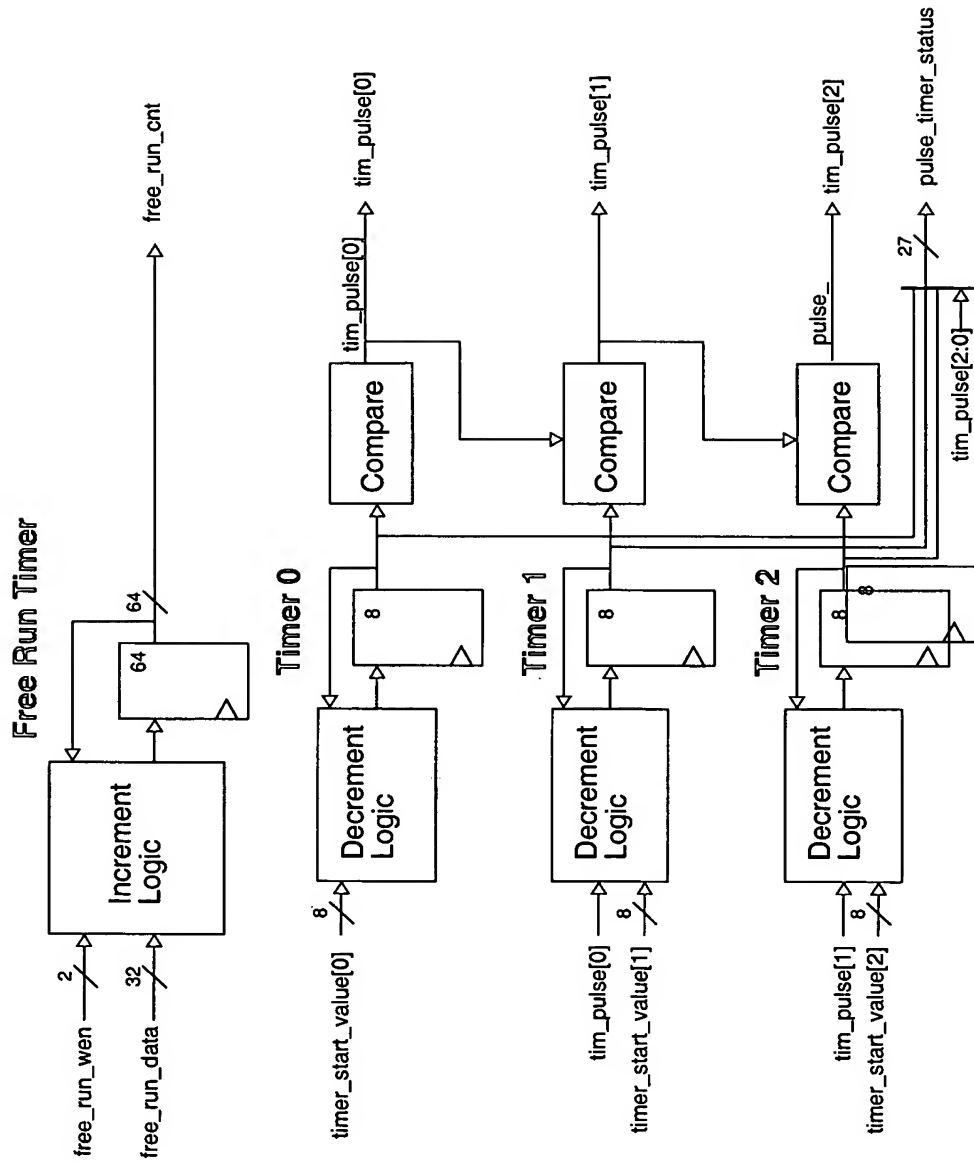 Free Run Timer
free_run_wen
2
free_run_data
32
Increment
Logic
64
64
free_run_cnt
Timer 0
timer_start_value[0]
8
Decrement
Logic
8
Compare
tim_pulse[0]
tim_pulse[0]
Timer 1
tim_pulse[0]
timer_start_value[1]
8
Decrement
Logic
8
Compare
tim_pulse[1]
Timer 2
tim_pulse[1]
timer_start_value[2]
8
Decrement
Logic
8
8
Compare
pulse_
tim_pulse[2]
tim_pulse[2:0]
27
pulse_timer_status